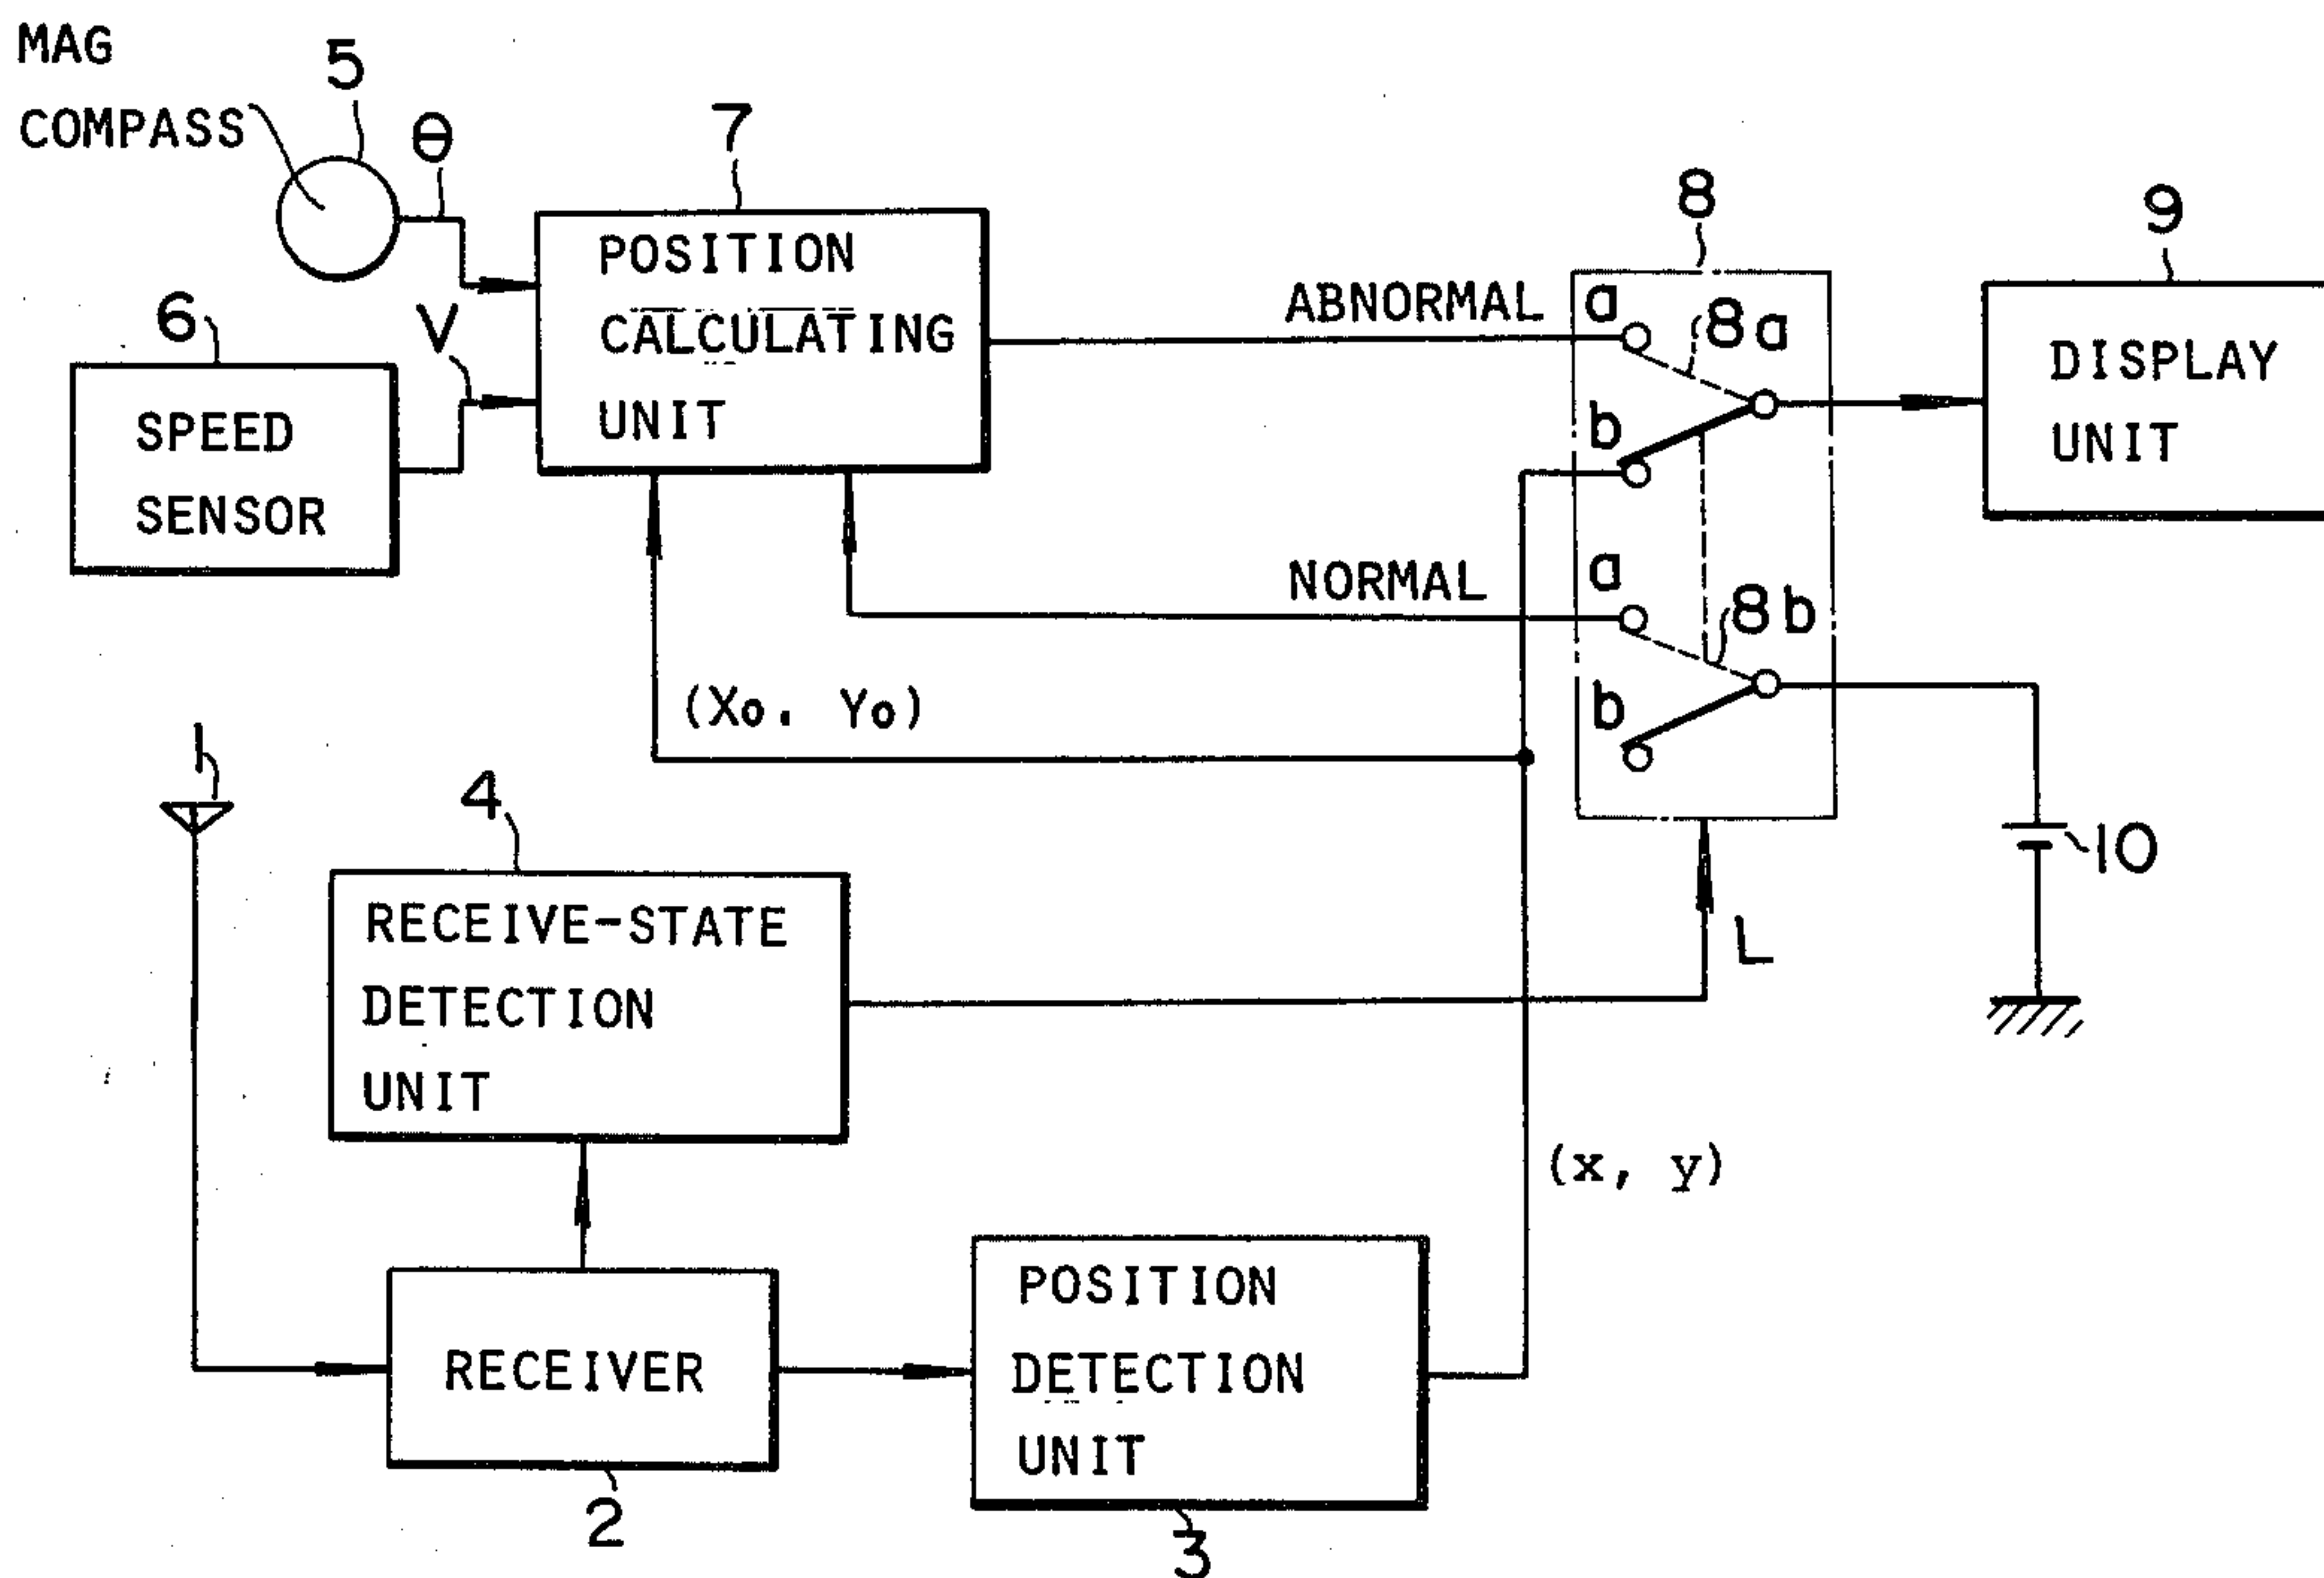 MAG
COMPASS
5
θ
7
6
V
POSITION
CALCULATING
UNIT
SPEED
SENSOR
ABNORMAL
NORMAL
8
a
8a
b
a
8b
b
9
DISPLAY
UNIT
(Xo. Yo)
1
4
RECEIVE-STATE
DETECTION
UNIT
L
10
(x, y)
RECEIVER
2
POSITION
DETECTION
UNIT
3